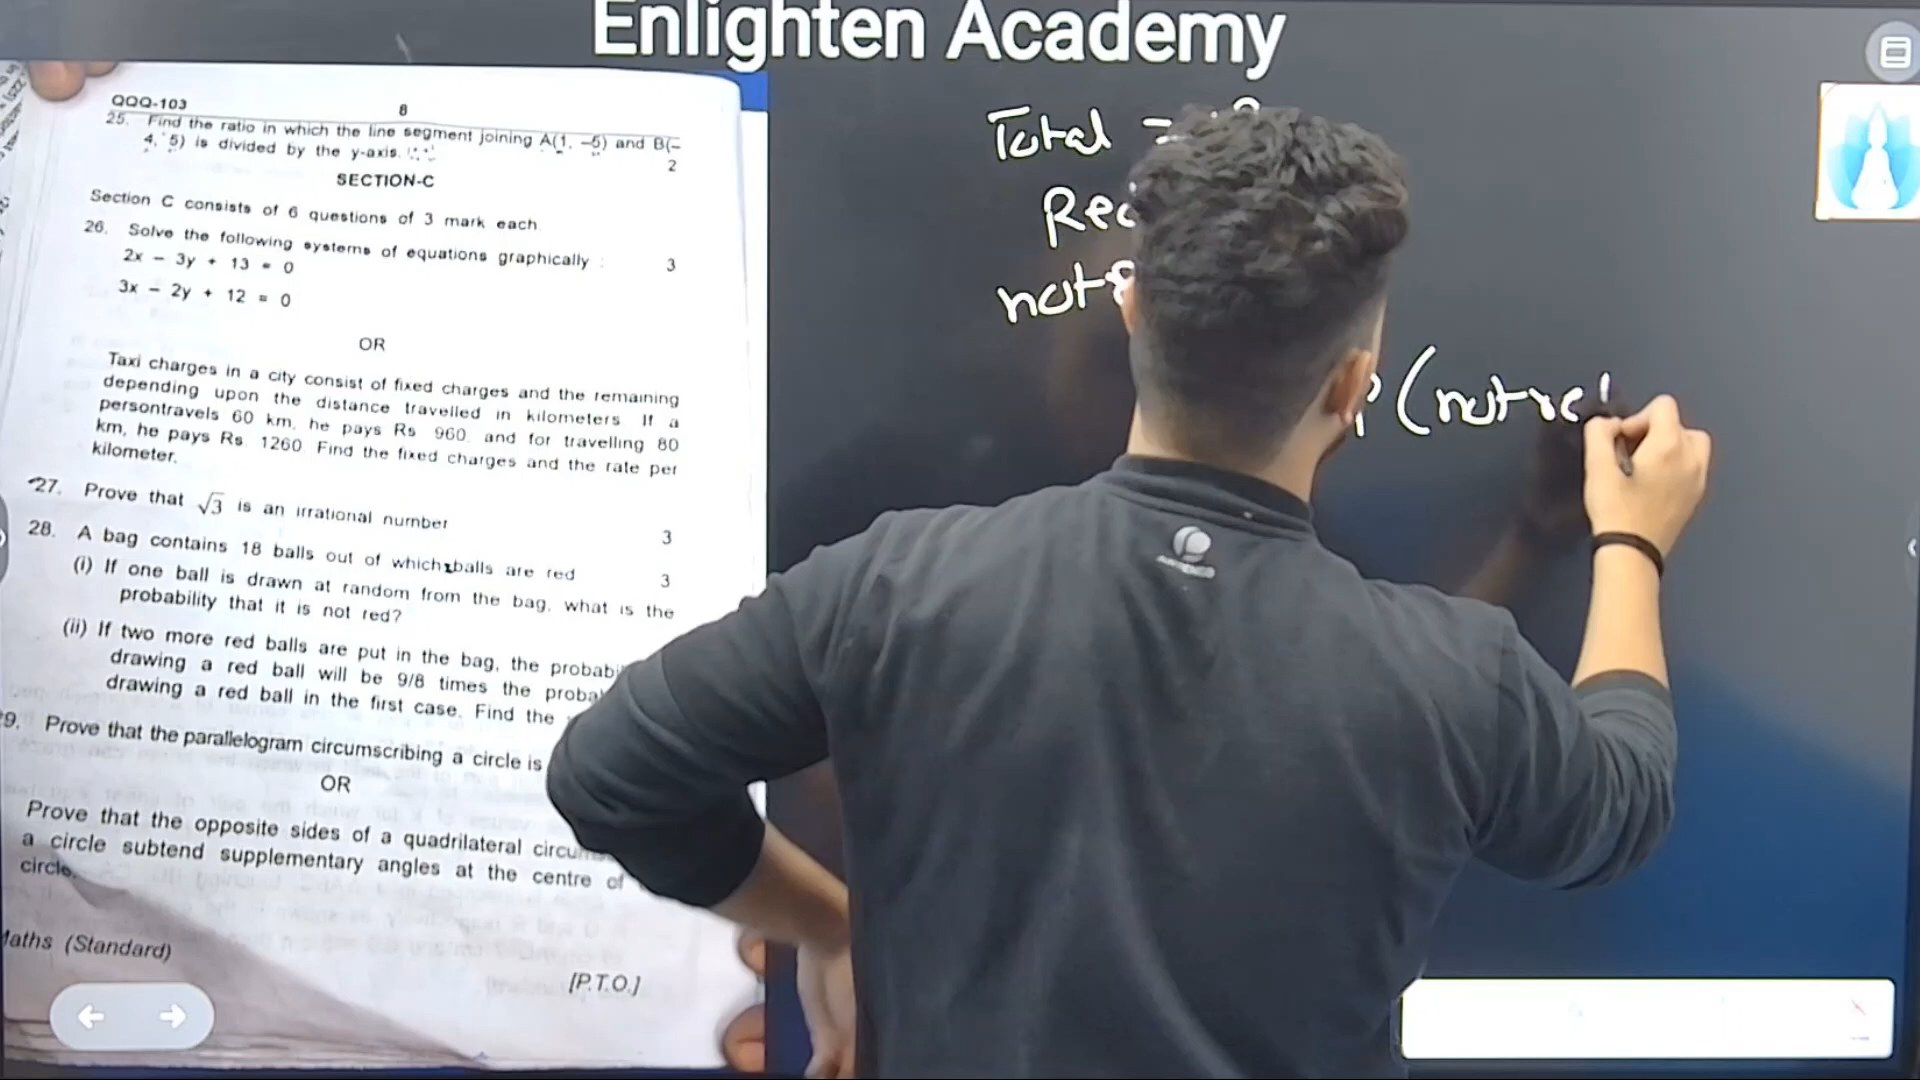 Enlighten Academy
QQQ-103
8
25. Find the ratio in which the line segment joining A(1, –5) and B(–
4, 5) is divided by the y-axis.
2
SECTION-C
Section C consists of 6 questions of 3 mark each
26. Solve the following systems of equations graphically :
3
2x – 3y + 13 = 0
3x – 2y + 12 = 0
OR
Taxi charges in a city consist of fixed charges and the remaining
depending upon the distance travelled in kilometers. If a
persontravels 60 km, he pays Rs 960. and for travelling 80
km, he pays Rs. 1260. Find the fixed charges and the rate per
kilometer.
27. Prove that √3 is an irrational number
3
28. A bag contains 18 balls out of which x balls are red
3
(i) If one ball is drawn at random from the bag, what is the
probability that it is not red?
(ii) If two more red balls are put in the bag, the
drawing a red ball will be 9/8 times the
drawing a red ball in the first case. Find the
29. Prove that the parallelogram circumscribing a circle is
OR
Prove that the opposite sides of a quadrilateral
a circle subtend supplementary angles at the centre of
circle.
Maths (Standard)
[P.T.O.]
Total =
not
P(not re